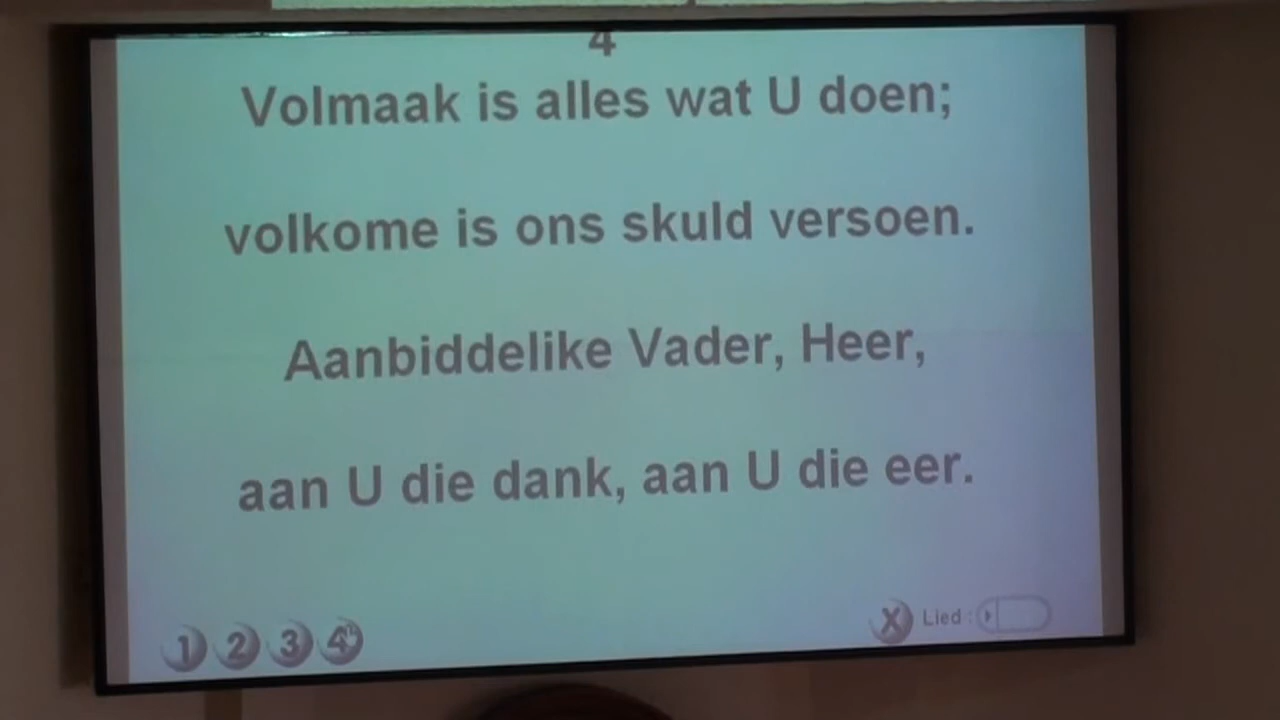 4
Volmaak is alles wat U doen;
volkome is ons skuld versoen.
Aanbiddelike Vader, Heer,
aan U die dank, aan U die eer.
1 2 3 4
X Lied :